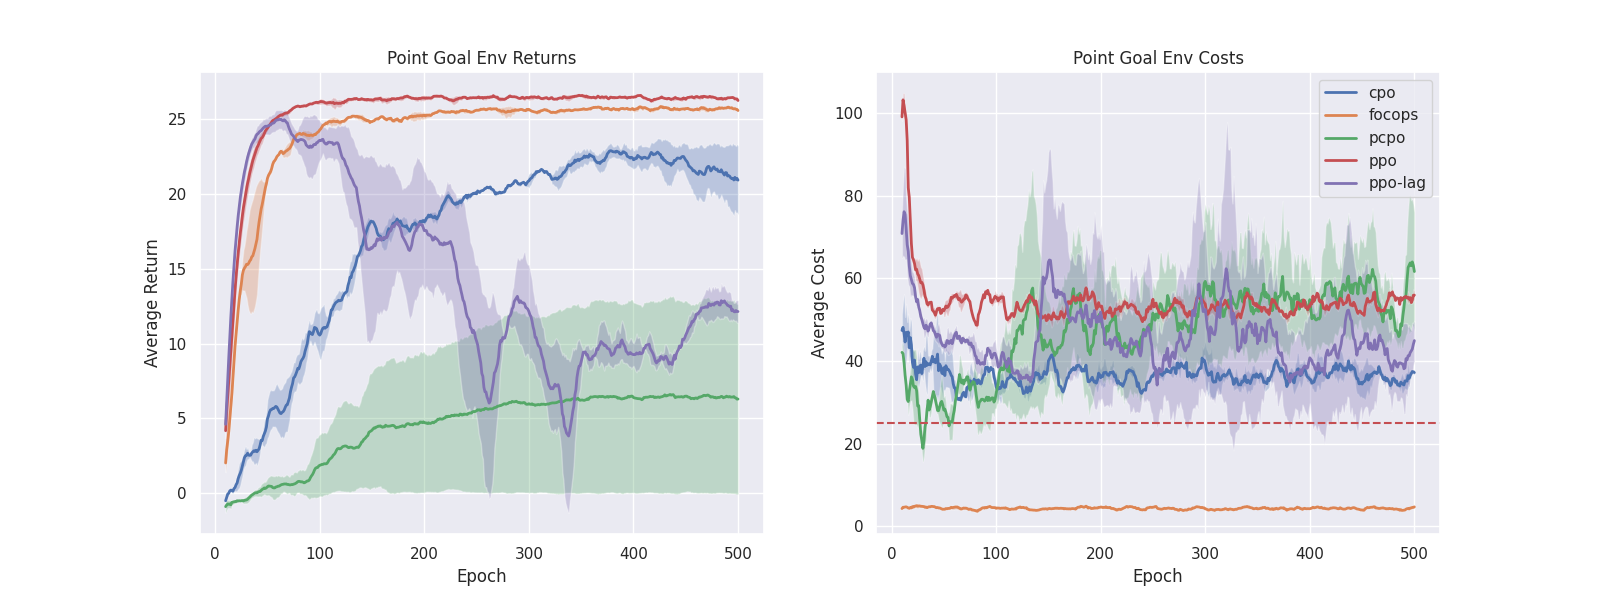 Point Goal Env Returns
Average Return
25
20
15
10
5
0
0 100 200 300 400 500
Epoch
Point Goal Env Costs
Average Cost
100
80
60
40
20
0
0 100 200 300 400 500
Epoch
cpo
focops
pcpo
ppo
ppo-lag